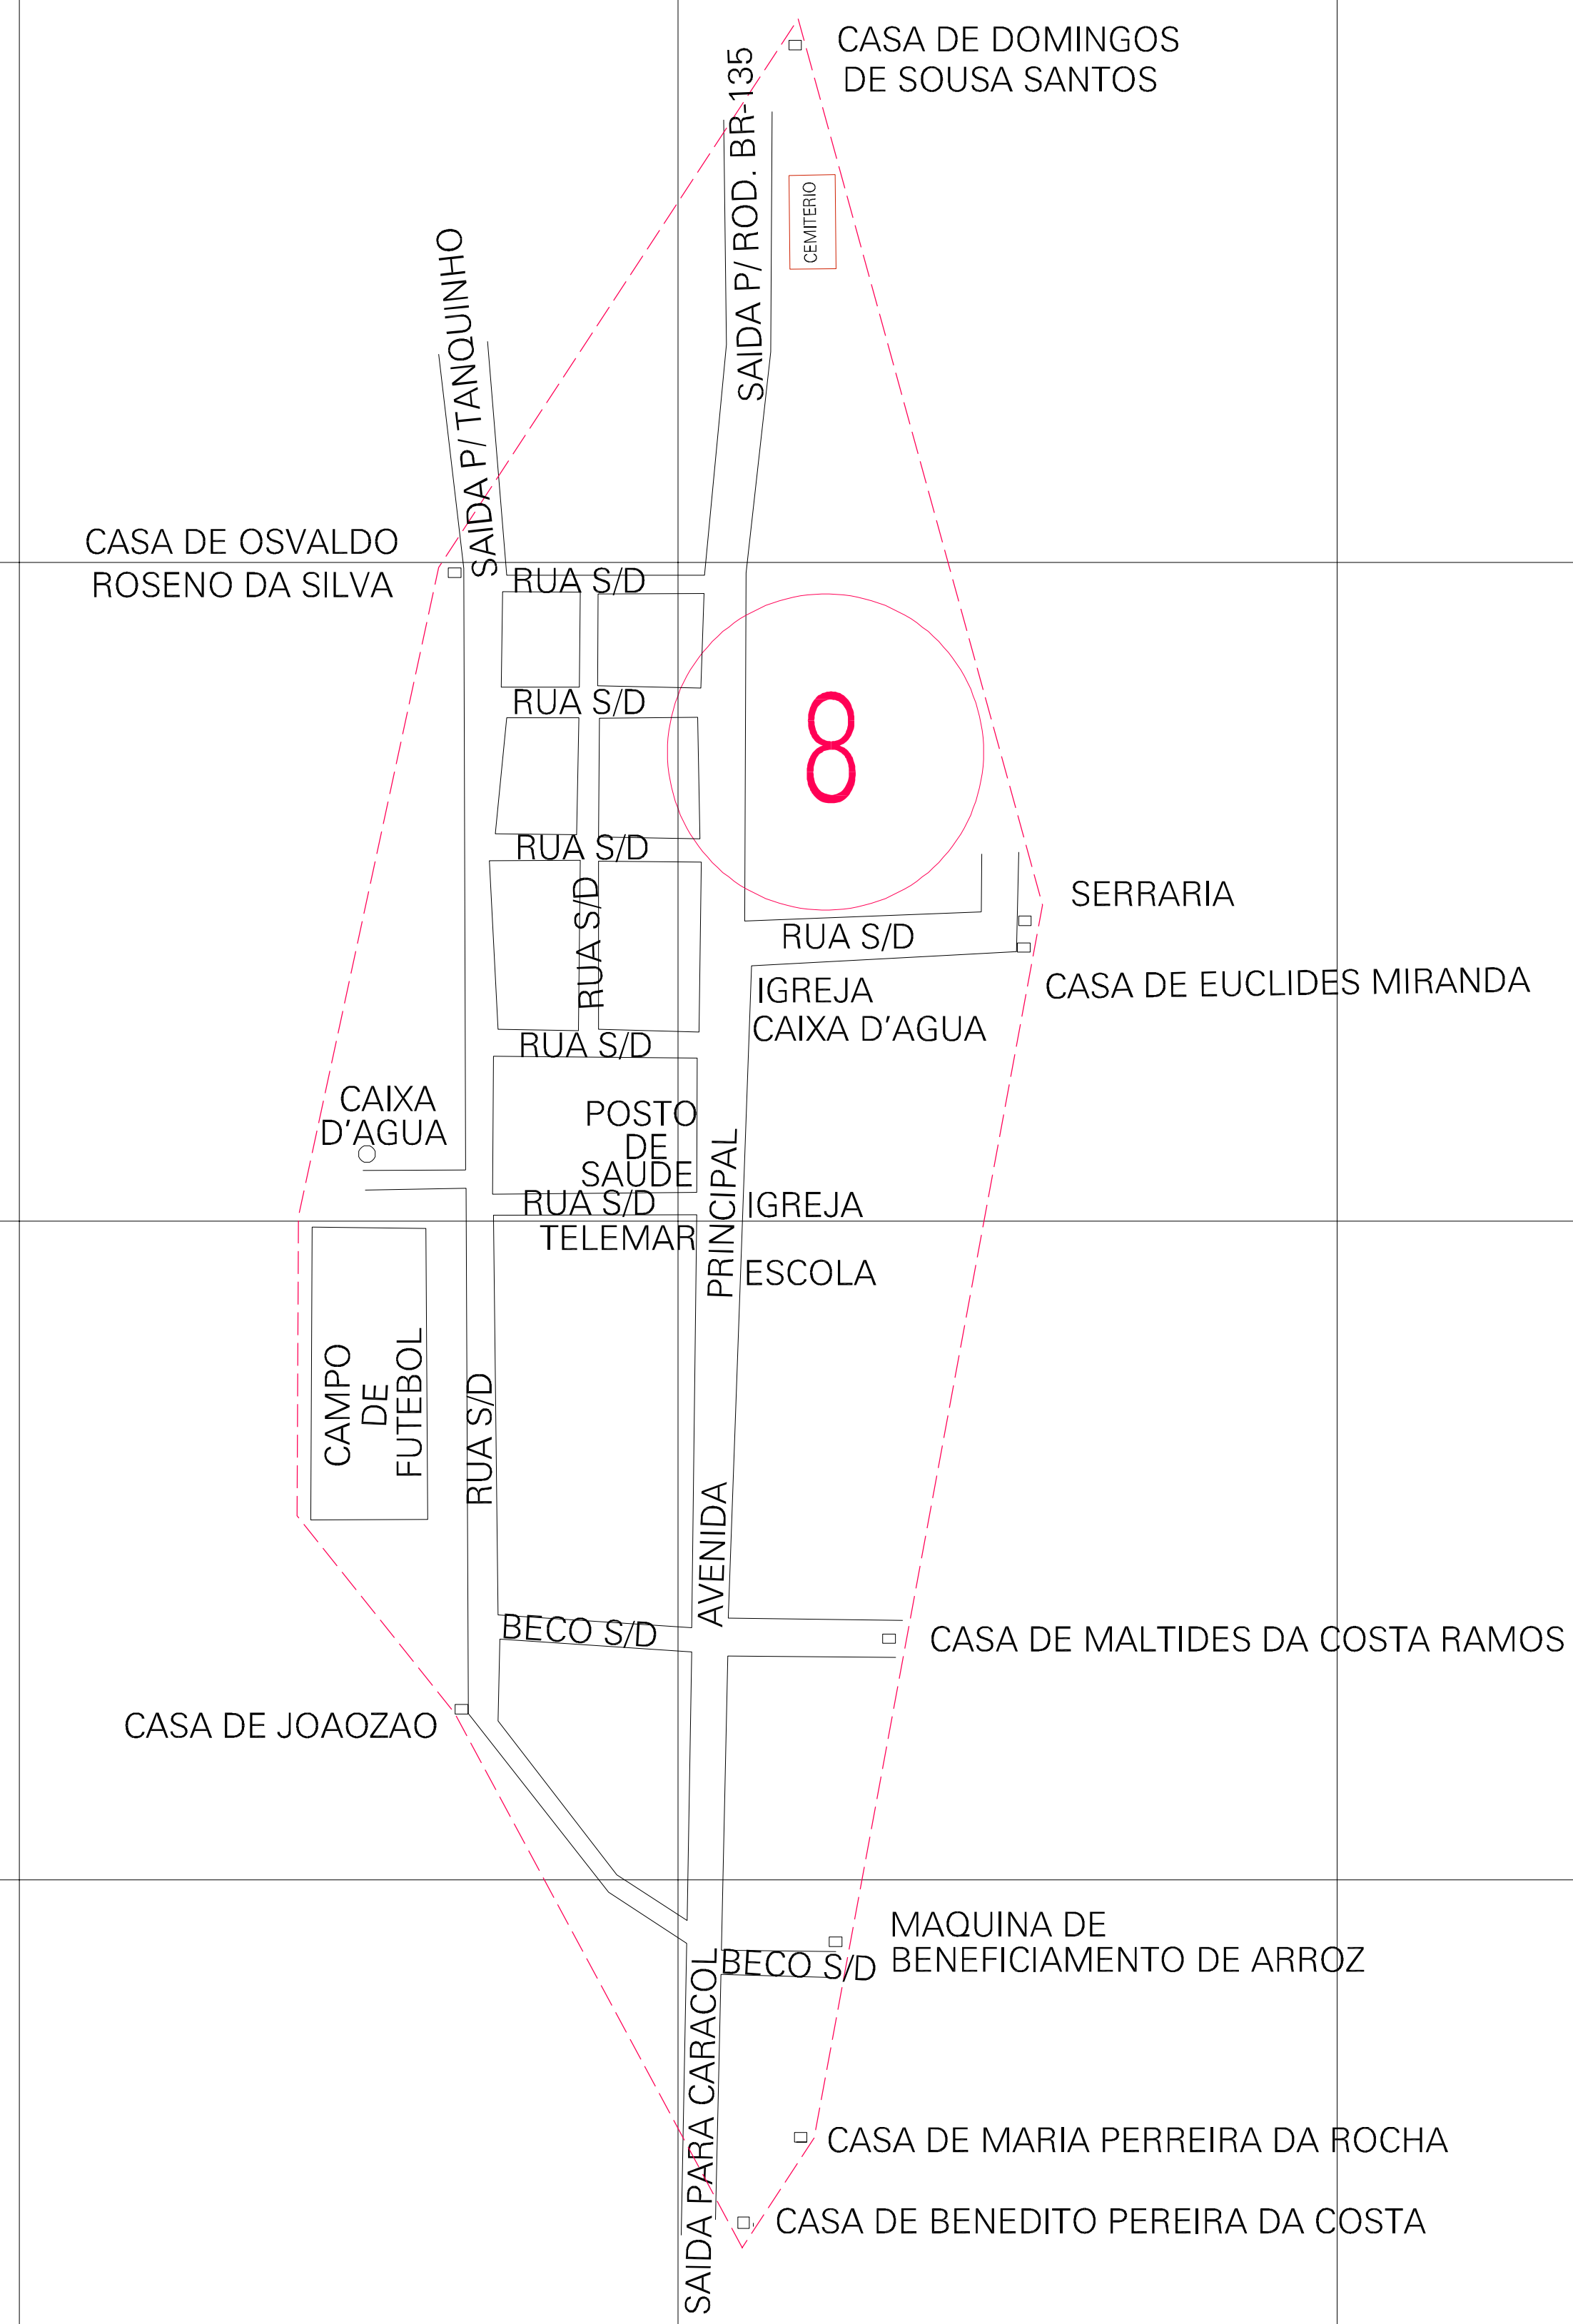 CASA DE DOMINGOS
DE SOUSA SANTOS
SAIDA P/ ROD. BR-135
CEMITERIO
SAIDA P/ TANQUINHO
CASA DE OSVALDO
ROSENO DA SILVA
RUA S/D
RUA S/D
8
RUA S/D
RUA S/D
SERRARIA
RUA S/D
CASA DE EUCLIDES MIRANDA
IGREJA
CAIXA D'AGUA
RUA S/D
CAIXA
D'AGUA
POSTO
DE
SAUDE
PRINCIPAL
RUA S/D
IGREJA
TELEMAR
ESCOLA
CAMPO
DE
FUTEBOL
RUA S/D
AVENIDA
BECO S/D
CASA DE MALTIDES DA COSTA RAMOS
CASA DE JOAOZAO
MAQUINA DE
BENEFICIAMENTO DE ARROZ
BECO S/D
SAIDA PARA CARACOL
CASA DE MARIA PERREIRA DA ROCHA
CASA DE BENEDITO PEREIRA DA COSTA